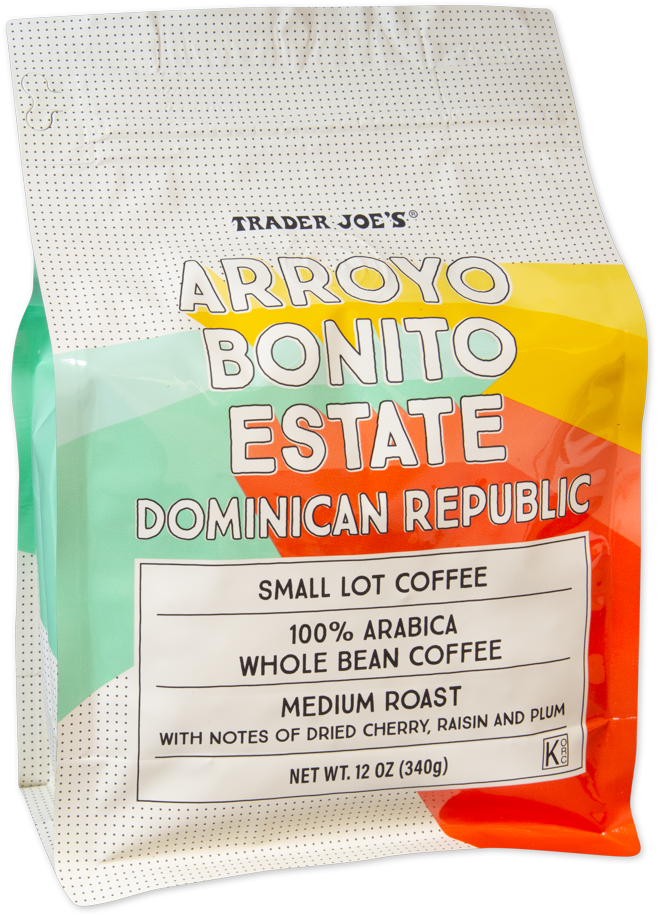 TRADER JOE'S®
ARROYO
BONITO
ESTATE
DOMINICAN REPUBLIC
SMALL LOT COFFEE
100% ARABICA
WHOLE BEAN COFFEE
MEDIUM ROAST
WITH NOTES OF DRIED CHERRY, RAISIN AND PLUM
NET WT. 12 OZ (340g)
K ORC